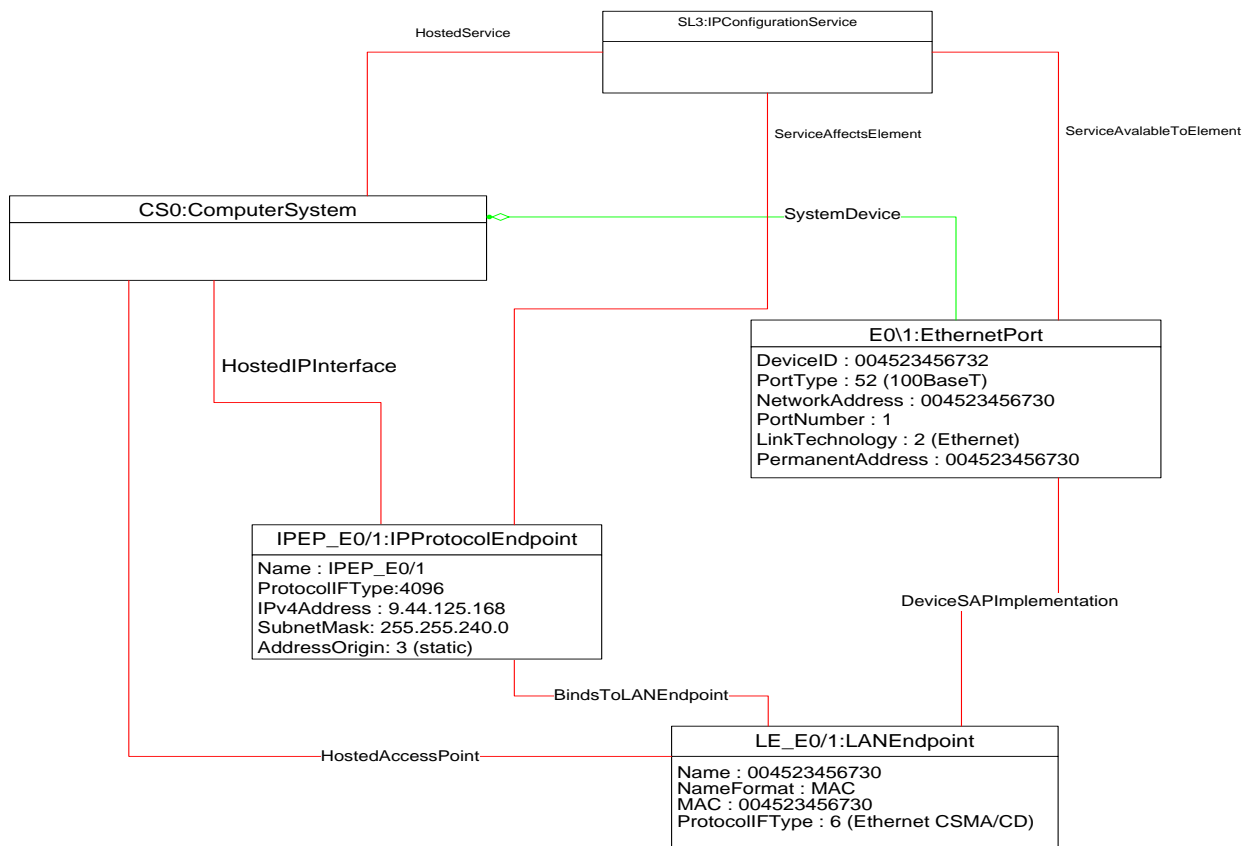 SL3:IPConfigurationService
HostedService
ServiceAffectsElement
ServiceAvalableToElement
CS0:ComputerSystem
SystemDevice
E0\1:EthernetPort
DeviceID : 004523456732
PortType : 52 (100BaseT)
NetworkAddress : 004523456730
PortNumber : 1
LinkTechnology : 2 (Ethernet)
PermanentAddress : 004523456730
HostedIPInterface
IPEP_E0/1:IPProtocolEndpoint
Name : IPEP_E0/1
ProtocolIFType:4096
IPv4Address : 9.44.125.168
SubnetMask: 255.255.240.0
AddressOrigin: 3 (static)
DeviceSAPImplementation
BindsToLANEndpoint
HostedAccessPoint
LE_E0/1:LANEndpoint
Name : 004523456730
NameFormat : MAC
MAC : 004523456730
ProtocolIFType : 6 (Ethernet CSMA/CD)